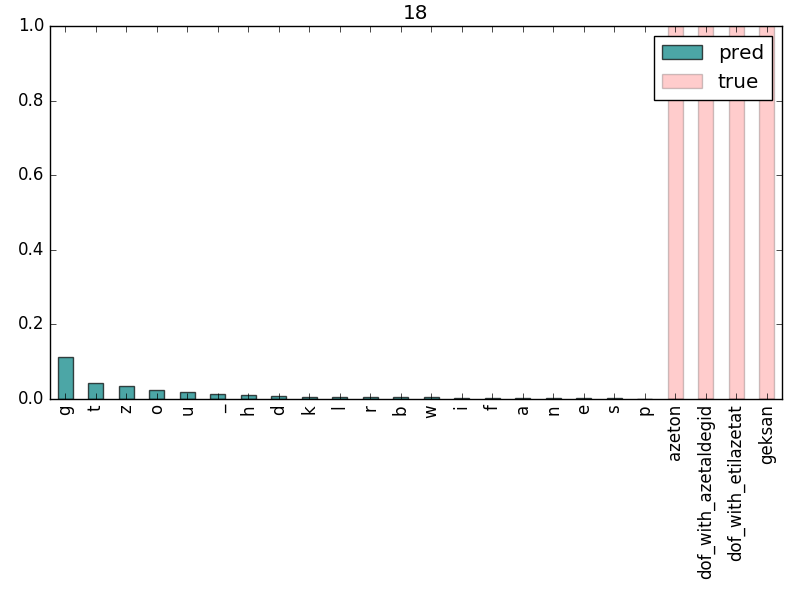 18
1.0
0.8
0.6
0.4
0.2
0.0
pred
true
g t z o u _ h d k l r b w i f a n e s p azeton dof_with_azetaldegid dof_with_etilazetat geksan